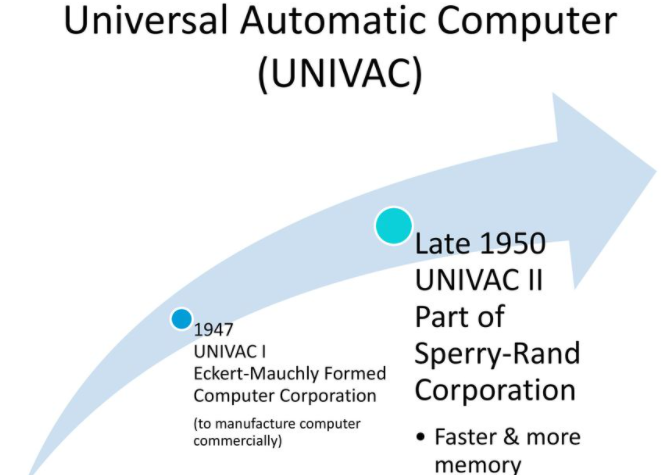 Universal Automatic Computer
(UNIVAC)
1947
UNIVAC I
Eckert-Mauchly Formed
Computer Corporation
(to manufacture computer
commercially)
Late 1950
UNIVAC II
Part of
Sperry-Rand
Corporation
• Faster & more
memory